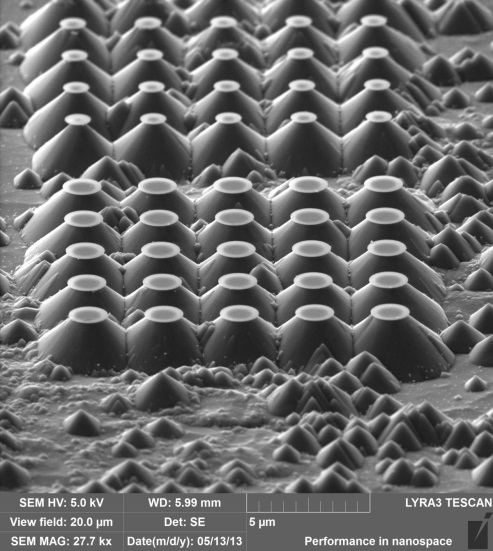 SEM HV: 5.0 kV WD: 5.99 mm LYRA3 TESCAN
View field: 20.0 µm Det: SE 5 µm
SEM MAG: 27.7 kx Date(m/d/y): 05/13/13 Performance in nanospace